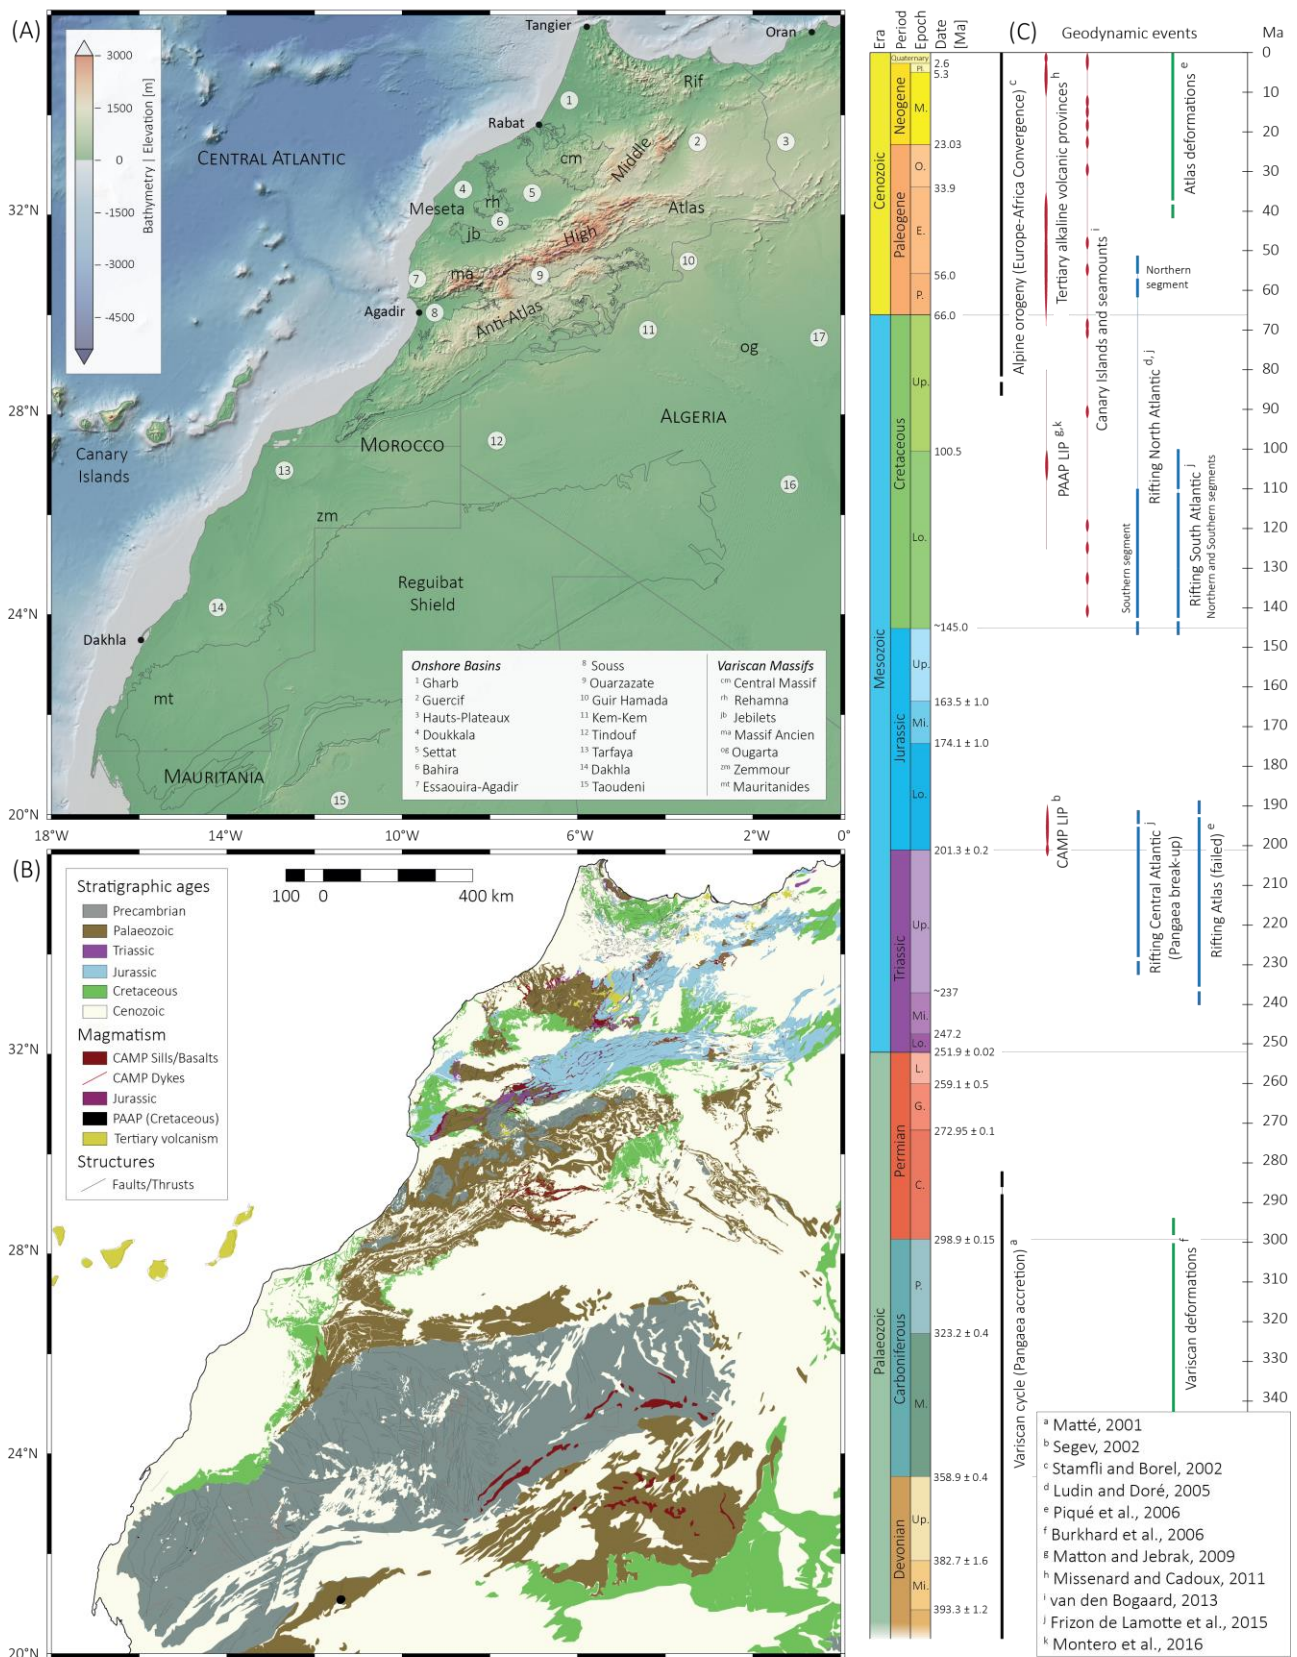 (A)
Bathymetry | Elevation [m]
3000
1500
0
-1500
-3000
-4500
Tangier
Oran
Rif
1
Rabat
cm
Middle
2
3
CENTRAL ATLANTIC
4
5
Meseta
rh
6
jb
High
Atlas
32°N
7
ma
9
10
Agadir
8
Anti-Atlas
11
og
17
28°N
Canary
Islands
MOROCCO
12
ALGERIA
13
16
zm
Reguibat
Shield
24°N
14
Dakhla
mt
MAURITANIA
15
20°N
18°W
14°W
10°W
6°W
2°W
0°
Onshore Basins
1 Gharb
2 Guercif
3 Hauts-Plateaux
4 Doukkala
5 Settat
6 Bahira
7 Essaouira-Agadir
8 Souss
9 Ouarzazate
10 Guir Hamada
11 Kem-Kem
12 Tindouf
13 Tarfaya
14 Dakhla
15 Taoudeni
Variscan Massifs
cm Central Massif
rh Rehamna
jb Jebilets
ma Massif Ancien
og Ougarta
zm Zemmour
mt Mauritanides
(B)
Stratigraphic ages
Precambrian
Palaeozoic
Triassic
Jurassic
Cretaceous
Cenozoic
Magmatism
CAMP Sills/Basalts
CAMP Dykes
Jurassic
PAAP (Cretaceous)
Tertiary volcanism
Structures
Faults/Thrusts
100 0 400 km
32°N
28°N
24°N
20°N
(C)
Geodynamic events
Era
Period
Epoch
Date
[Ma]
Ma
Cenozoic
Mesozoic
Palaeozoic
Quaternary
Neogene
Paleogene
Cretaceous
Jurassic
Triassic
Permian
Carboniferous
Devonian
Pl.
M.
O.
E.
P.
Up.
Lo.
Up.
Mi.
Lo.
Up.
Mi.
Lo.
L.
G.
C.
P.
M.
Up.
Mi.
2.6
5.3
23.03
33.9
56.0
66.0
100.5
~145.0
163.5 ± 1.0
174.1 ± 1.0
201.3 ± 0.2
~237
247.2
251.9 ± 0.02
259.1 ± 0.5
272.95 ± 0.1
298.9 ± 0.15
323.2 ± 0.4
358.9 ± 0.4
382.7 ± 1.6
393.3 ± 1.2
Alpine orogeny (Europe-Africa Convergence) c
Tertiary alkaline volcanic provinces h
Canary Islands and seamounts i
Atlas deformations e
Northern
segment
PAAP LIP g,k
Rifting North Atlantic d, j
Southern segment
Rifting South Atlantic j
Northern and Southern segments
CAMP LIP b
Rifting Central Atlantic j
(Pangaea break-up)
Rifting Atlas (failed) e
Variscan cycle (Pangaea accretion) a
Variscan deformations f
0
10
20
30
40
50
60
70
80
90
100
110
120
130
140
150
160
170
180
190
200
210
220
230
240
250
260
270
280
290
300
310
320
330
340
a Matté, 2001
b Segev, 2002
c Stamfli and Borel, 2002
d Ludin and Doré, 2005
e Piqué et al., 2006
f Burkhard et al., 2006
g Matton and Jebrak, 2009
h Missenard and Cadoux, 2011
i van den Bogaard, 2013
j Frizon de Lamotte et al., 2015
k Montero et al., 2016